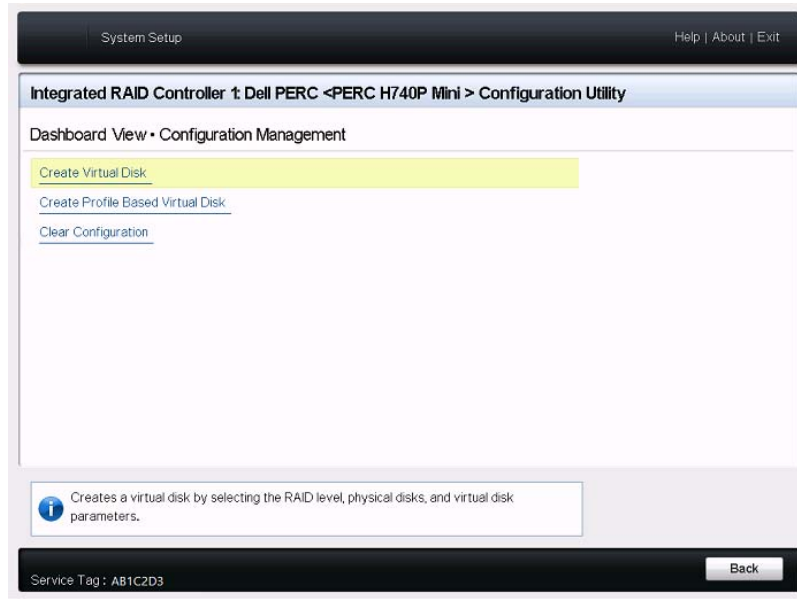 System Setup
Help | About | Exit
Integrated RAID Controller 1: Dell PERC <PERC H740P Mini > Configuration Utility
Dashboard View • Configuration Management
Create Virtual Disk
Create Profile Based Virtual Disk
Clear Configuration
Creates a virtual disk by selecting the RAID level, physical disks, and virtual disk
parameters.
Back
Service Tag : AB1C2D3